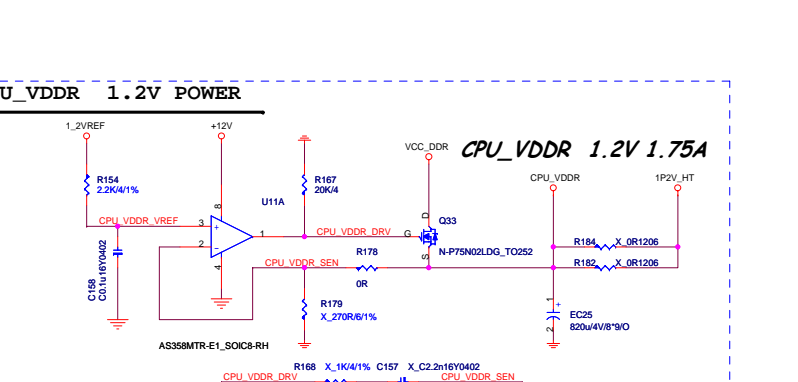 U_VDDR 1.2V POWER
1_2VREF
+12V
VCC_DDR
CPU_VDDR 1.2V 1.75A
CPU_VDDR
1P2V_HT
R154
2.2K/4/1%
R167
20K/4
U11A
8
CPU_VDDR_VREF
3
+
1
CPU_VDDR_DRV
G
D
Q33
S
N-P75N02LDG_TO252
2
-
4
CPU_VDDR_SEN
R178
0R
R184
X_0R1206
R182
X_0R1206
C158
C0.1u16Y0402
R179
X_270R/6/1%
1
+
2
EC25
820u/4V/8*9/O
AS358MTR-E1_SOIC8-RH
R168
X_1K/4/1%
C157
X_C2.2n16Y0402
CPU_VDDR_DRV
CPU_VDDR_SEN